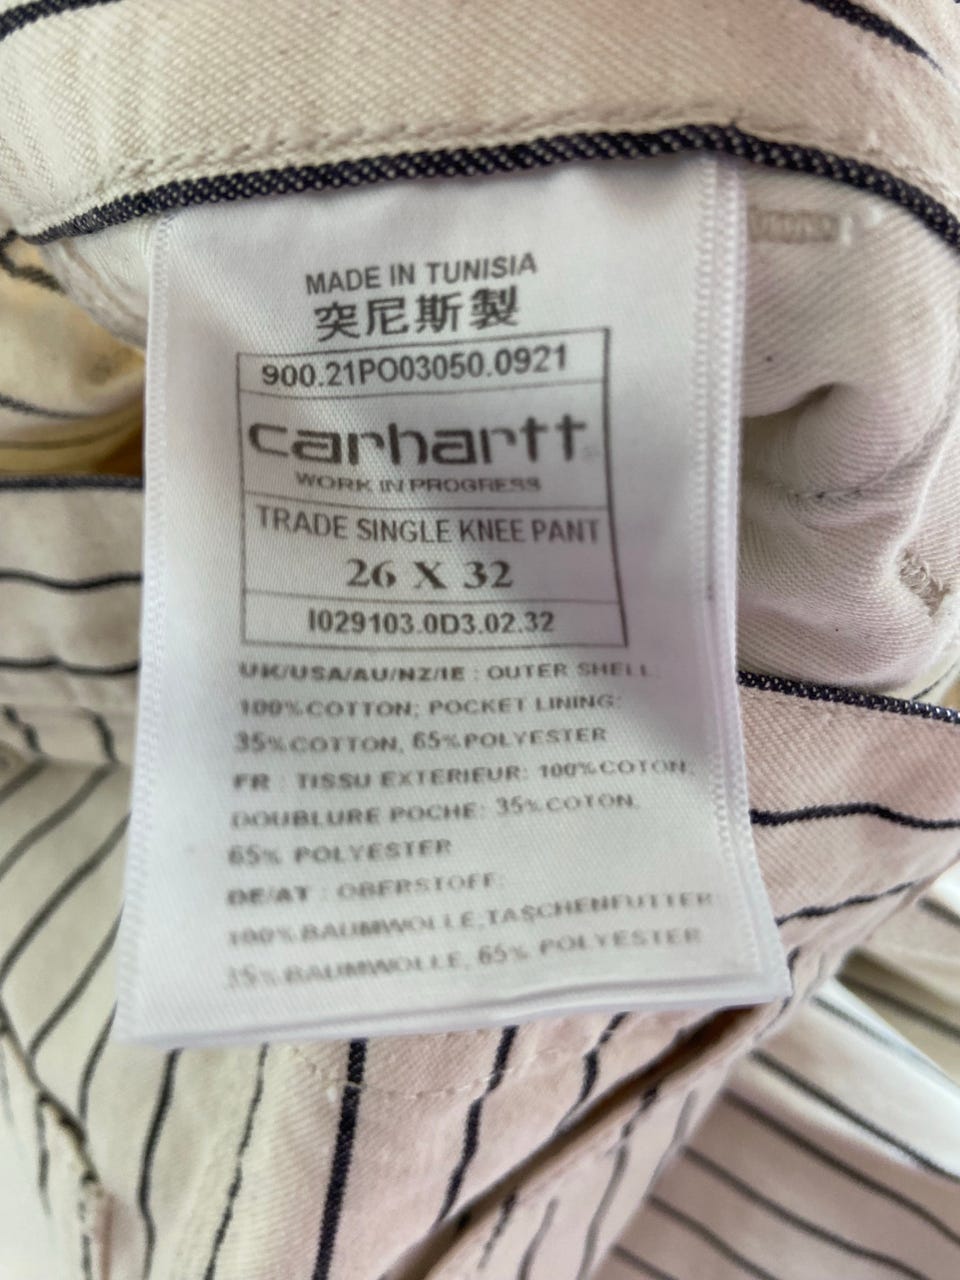 MADE IN TUNISIA
突尼斯製
900.21PO03050.0921
carhartt
WORK IN PROGRESS
TRADE SINGLE KNEE PANT
26 X 32
I029103.0D3.02.32
UK/USA/AU/NZ/IE : OUTER SHELL:
100%COTTON; POCKET LINING:
35%COTTON, 65%POLYESTER
FR : TISSU EXTERIEUR: 100%COTON,
DOUBLURE POCHE: 35%COTON,
65% POLYESTER
DE/AT : OBERSTOFF:
100%BAUMWOLLE,TASCHENFUTTER:
35%BAUMWOLLE, 65% POLYESTER